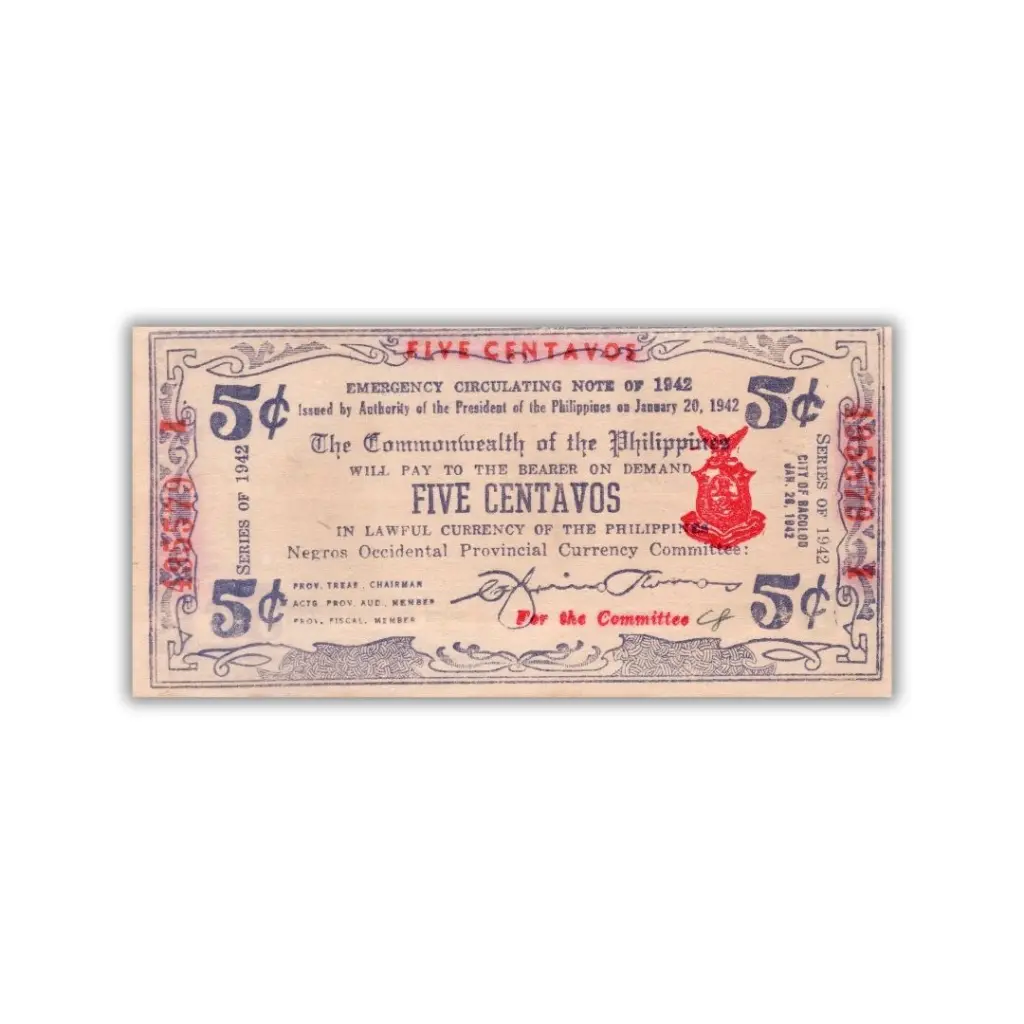 FIVE CENTAVOS
5¢
EMERGENCY CIRCULATING NOTE OF 1942
5¢
Issued by Authority of the President of the Philippines on January 20, 1942
The Commonwealth of the Philippines
WILL PAY TO THE BEARER ON DEMAND
FIVE CENTAVOS
IN LAWFUL CURRENCY OF THE PHILIPPINES
Negros Occidental Provincial Currency Committee:
SERIES OF 1942
SERIES OF 1942
CITY OF BACOLOD
JAN. 26, 1942
5¢
PROV. TREAS., CHAIRMAN
ACTG. PROV. AUD., MEMBER
PROV. FISCAL, MEMBER
For the Committee
5¢